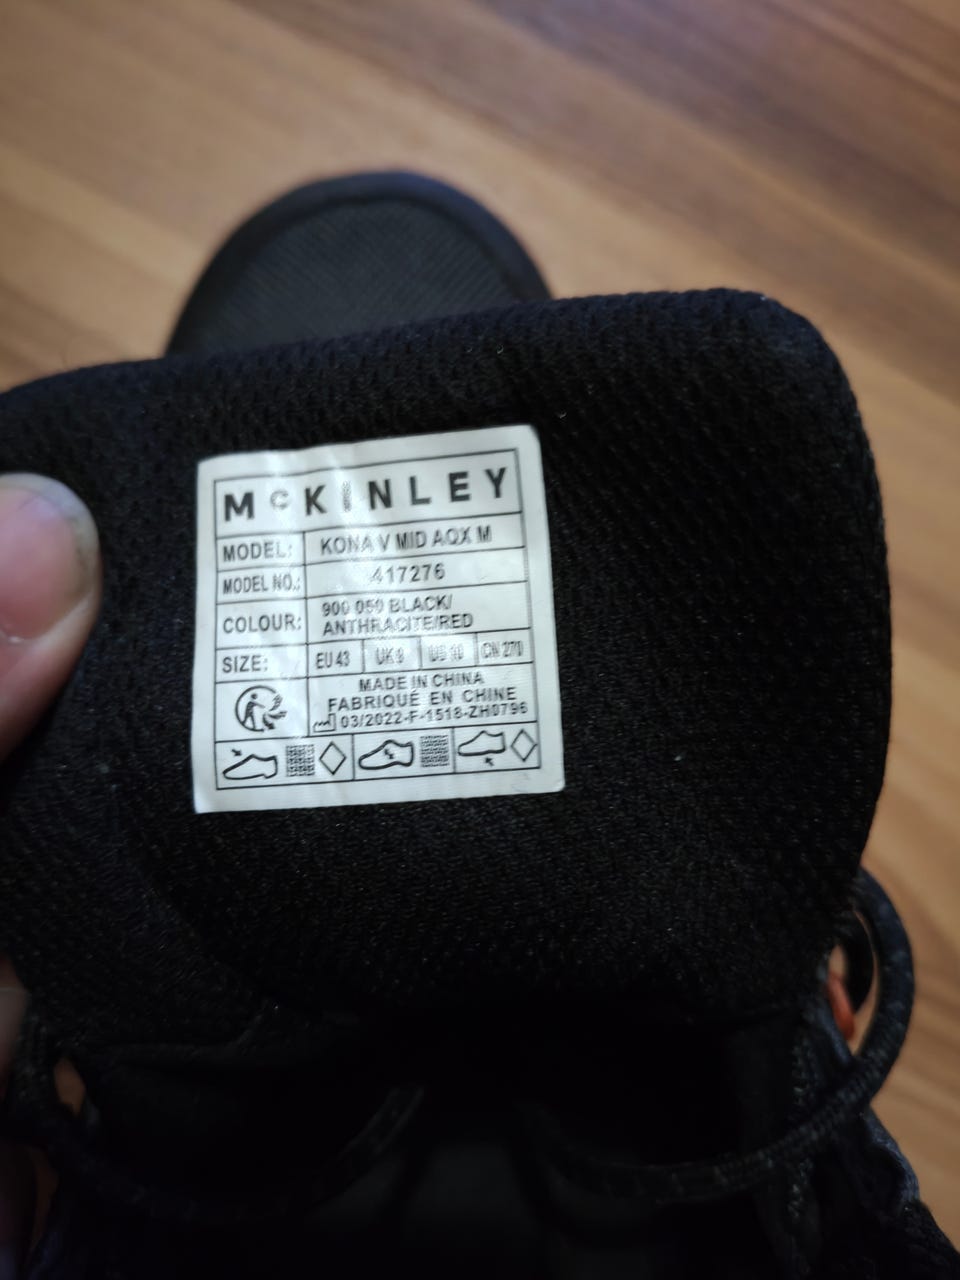 McKINLEY
MODEL: KONA V MID AQX M
MODEL NO.: 417276
COLOUR: 900 050 BLACK/
ANTHRACITE/RED
SIZE: EU 43 UK 9 US 10 CN 270
MADE IN CHINA
FABRIQUÉ EN CHINE
03/2022-F-1518-ZH0796